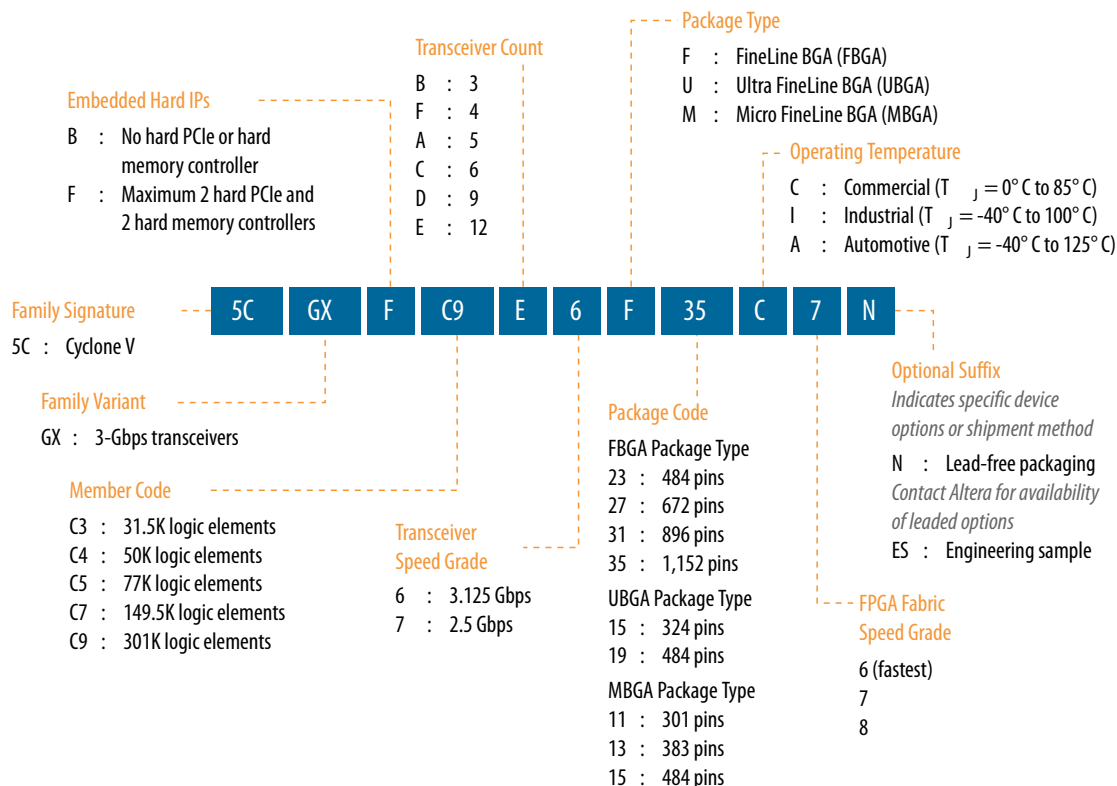 Package Type
F : FineLine BGA (FBGA)
U : Ultra FineLine BGA (UBGA)
M : Micro FineLine BGA (MBGA)
Transceiver Count
B : 3
F : 4
A : 5
C : 6
D : 9
E : 12
Embedded Hard IPs
B : No hard PCIe or hard
memory controller
F : Maximum 2 hard PCIe and
2 hard memory controllers
Operating Temperature
C : Commercial (T J = 0° C to 85° C)
I : Industrial (T J = -40° C to 100° C)
A : Automotive (T J = -40° C to 125° C)
Family Signature
5C : Cyclone V
5C GX F C9 E 6 F 35 C 7 N
Family Variant
GX : 3-Gbps transceivers
Member Code
C3 : 31.5K logic elements
C4 : 50K logic elements
C5 : 77K logic elements
C7 : 149.5K logic elements
C9 : 301K logic elements
Transceiver
Speed Grade
6 : 3.125 Gbps
7 : 2.5 Gbps
Package Code
FBGA Package Type
23 : 484 pins
27 : 672 pins
31 : 896 pins
35 : 1,152 pins
UBGA Package Type
15 : 324 pins
19 : 484 pins
MBGA Package Type
11 : 301 pins
13 : 383 pins
15 : 484 pins
FPGA Fabric
Speed Grade
6 (fastest)
7
8
Optional Suffix
Indicates specific device
options or shipment method
N : Lead-free packaging
Contact Altera for availability
of leaded options
ES : Engineering sample